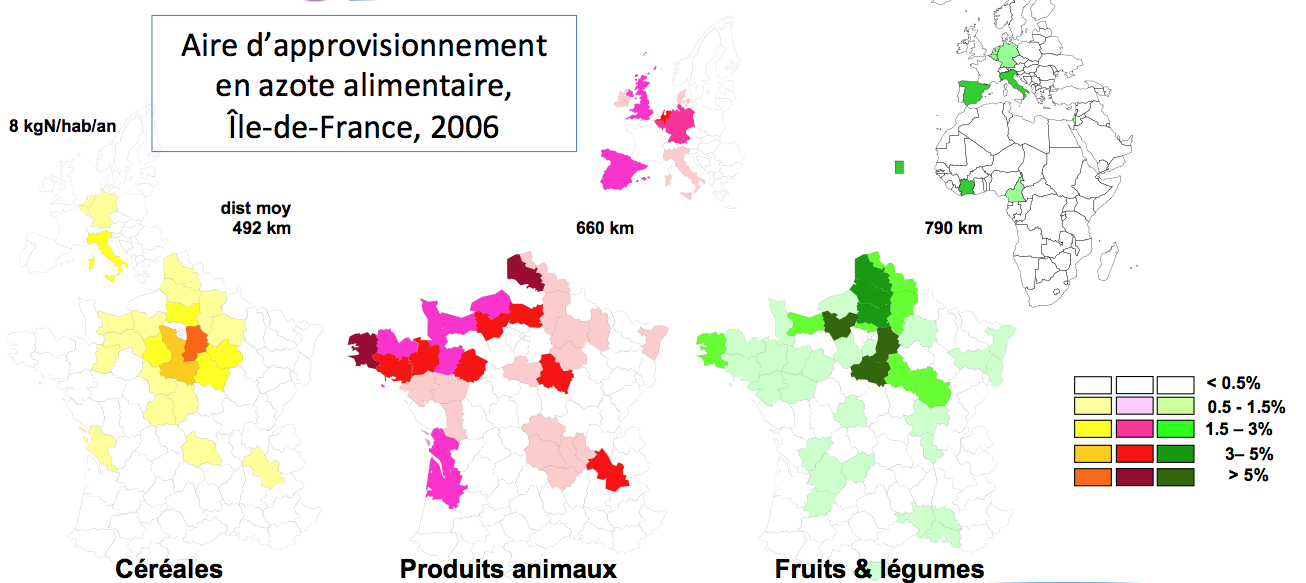 Aire d'approvisionnement
en azote alimentaire,
Île-de-France, 2006
8 kgN/hab/an
dist moy
492 km
660 km
790 km
< 0.5%
0.5 - 1.5%
1.5 – 3%
3– 5%
> 5%
Céréales
Produits animaux
Fruits & légumes